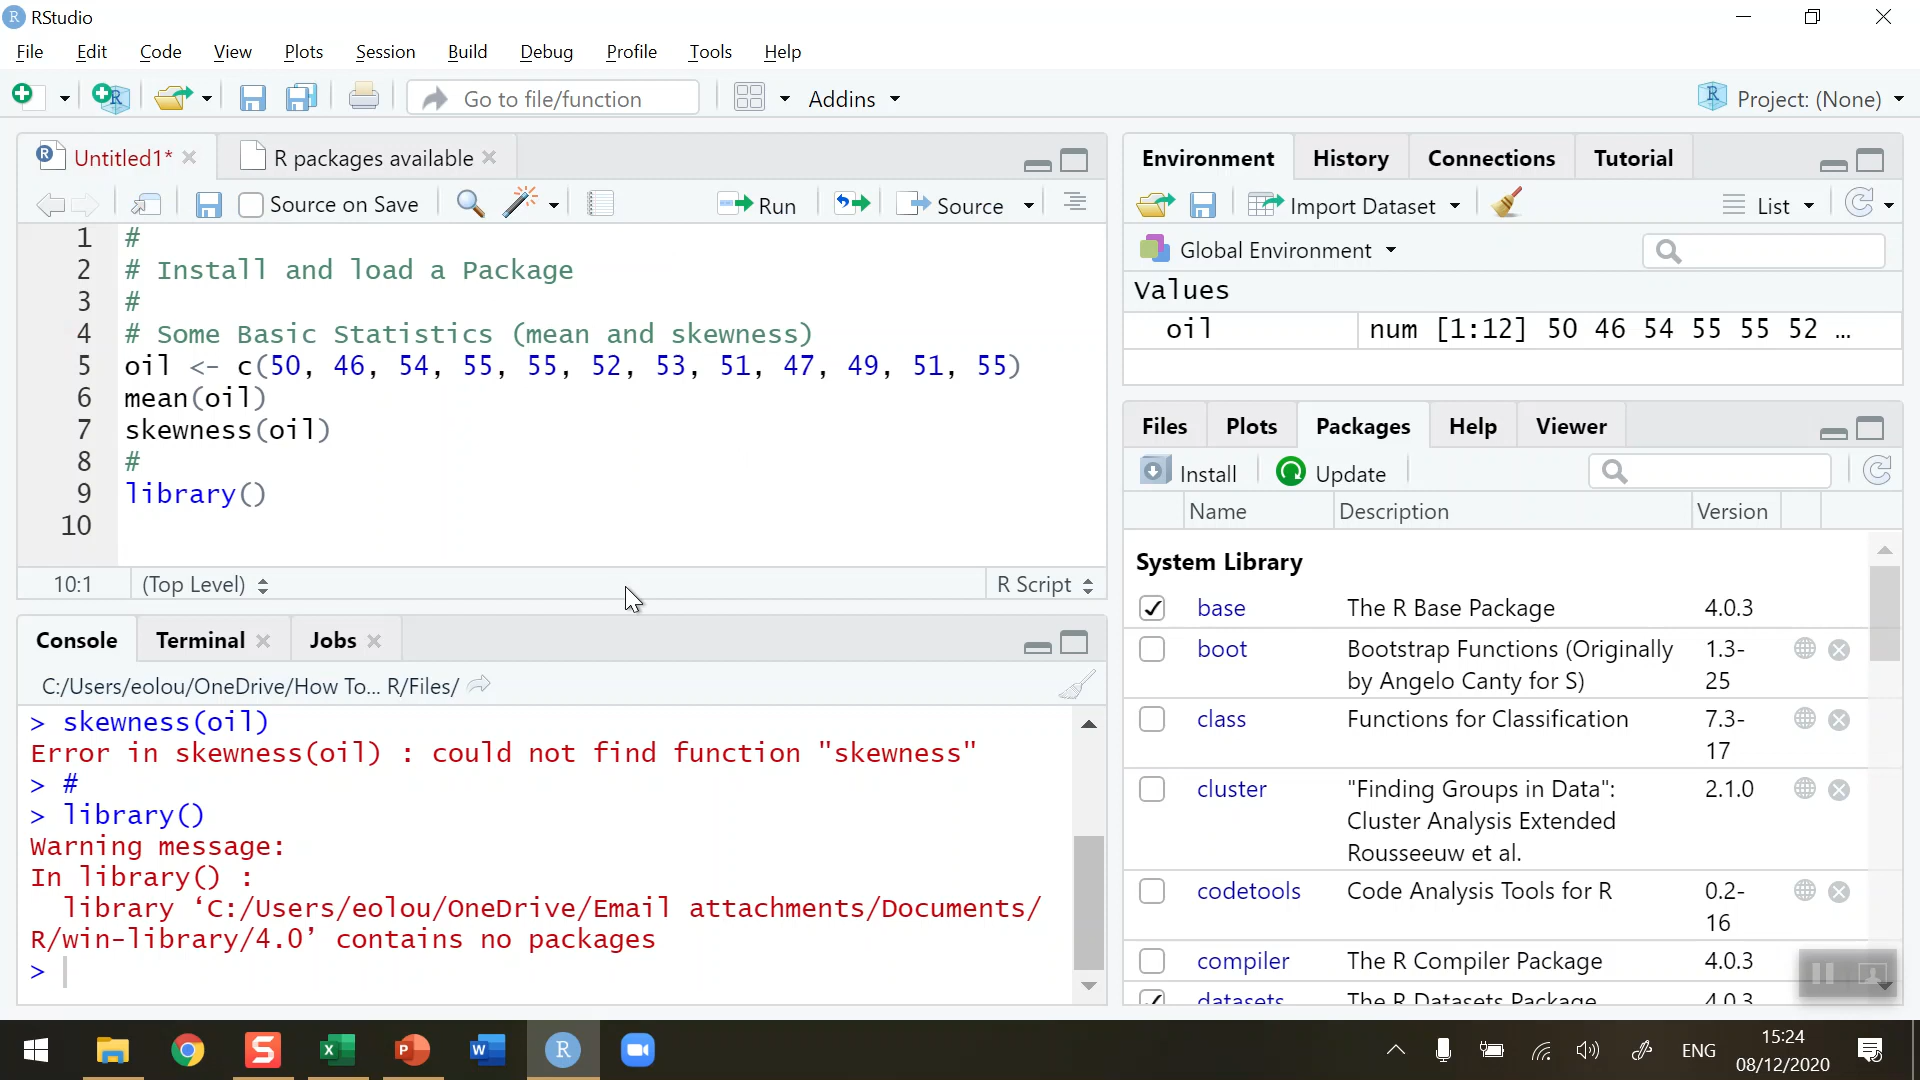 RStudio
File Edit Code View Plots Session Build Debug Profile Tools Help
Go to file/function Addins Project: (None)
Untitled1* R packages available
Source on Save Run Source
1 #
2 # Install and load a Package
3 #
4 # Some Basic Statistics (mean and skewness)
5 oil <- c(50, 46, 54, 55, 55, 52, 53, 51, 47, 49, 51, 55)
6 mean(oil)
7 skewness(oil)
8 #
9 library()
10
10:1 (Top Level) R Script
Console Terminal Jobs
C:/Users/eolou/OneDrive/How To... R/Files/
> skewness(oil)
Error in skewness(oil) : could not find function "skewness"
> #
> library()
Warning message:
In library() :
library ‘C:/Users/eolou/OneDrive/Email attachments/Documents/
R/win-library/4.0’ contains no packages
>
Environment History Connections Tutorial
Import Dataset List
Global Environment
Values
oil num [1:12] 50 46 54 55 55 52 ...
Files Plots Packages Help Viewer
Install Update
Name Description Version
System Library
base The R Base Package 4.0.3
boot Bootstrap Functions (Originally 1.3-
by Angelo Canty for S) 25
class Functions for Classification 7.3-
17
cluster "Finding Groups in Data": 2.1.0
Cluster Analysis Extended
Rousseeuw et al.
codetools Code Analysis Tools for R 0.2-
16
compiler The R Compiler Package 4.0.3
datasets The R Datasets Package 4.0.3
ENG 15:24
08/12/2020